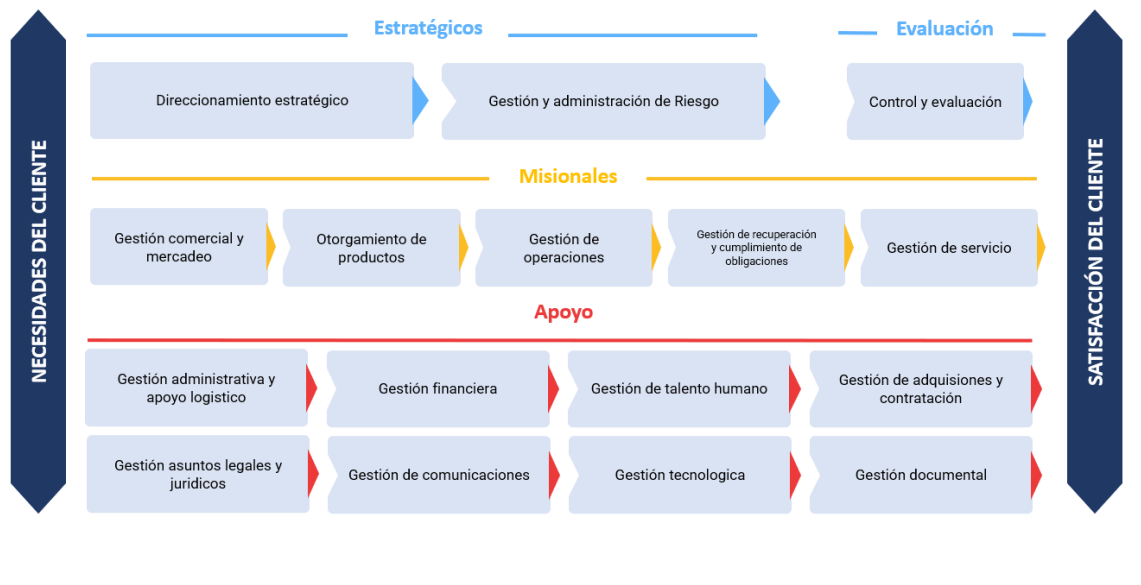 NECESIDADES DEL CLIENTE
Estratégicos
Evaluación
Direccionamiento estratégico
Gestión y administración de Riesgo
Control y evaluación
Misionales
Gestión comercial y
mercadeo
Otorgamiento de
productos
Gestión de
operaciones
Gestión de recuperación
y cumplimiento de
obligaciones
Gestión de servicio
Apoyo
Gestión administrativa y
apoyo logistico
Gestión financiera
Gestión de talento humano
Gestión de adquisiones y
contratación
Gestión asuntos legales y
juridicos
Gestión de comunicaciones
Gestión tecnologica
Gestión documental
SATISFACCIÓN DEL CLIENTE